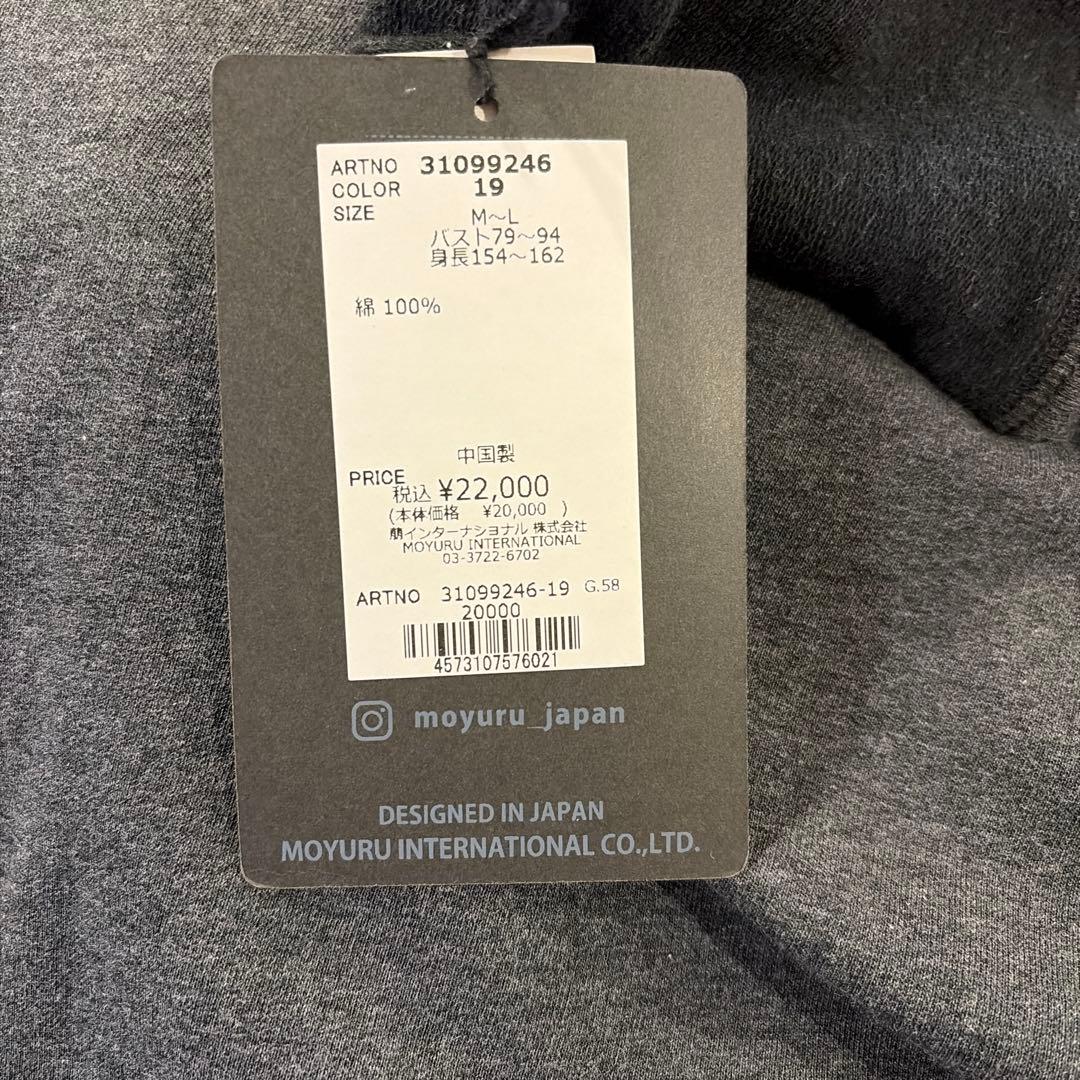 ARTNO 31099246
COLOR 19
SIZE
M～L
バスト79～94
身長154～162
綿 100%
中国製
PRICE
税込 ¥22,000
(本体価格 ¥20,000 )
萠インターナショナル 株式会社
MOYURU INTERNATIONAL
03-3722-6702
ARTNO 31099246-19 G.58
20000
4573107576021
moyuru_japan
DESIGNED IN JAPAN
MOYURU INTERNATIONAL CO.,LTD.